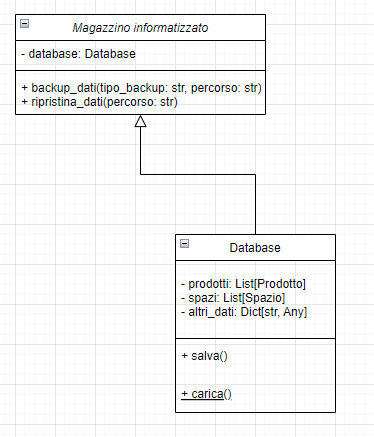 Magazzino informatizzato
- database: Database
+ backup_dati(tipo_backup: str, percorso: str)
+ ripristina_dati(percorso: str)
Database
- prodotti: List[Prodotto]
- spazi: List[Spazio]
- altri_dati: Dict[str, Any]
+ salva()
+ carica()